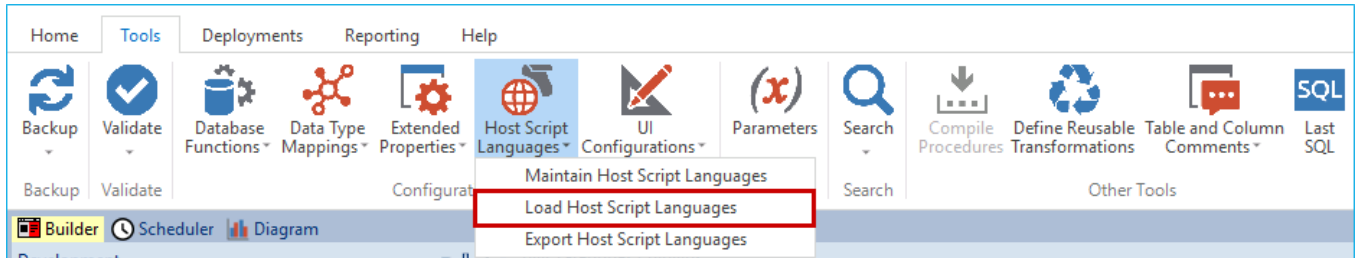 Home Tools Deployments Reporting Help
Backup Validate Database Functions Data Type Mappings Extended Properties Host Script Languages UI Configurations Parameters Search Compile Procedures Define Reusable Transformations Table and Column Comments Last SQL
(x)
SQL
Backup Validate Configurat Search Other Tools
Maintain Host Script Languages
Load Host Script Languages
Export Host Script Languages
Builder Scheduler Diagram